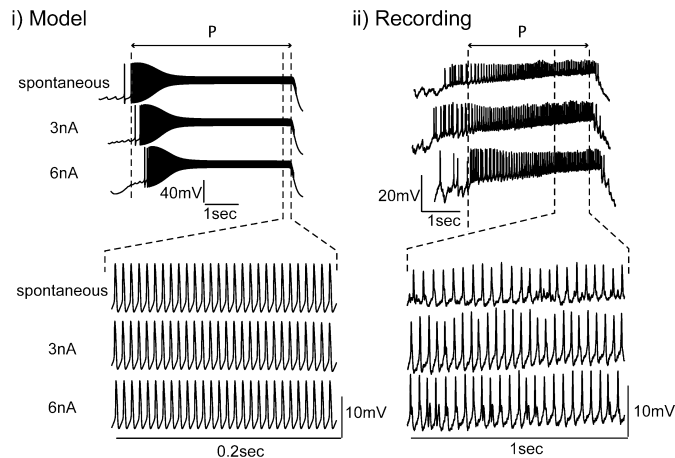 i) Model
ii) Recording
P
P
spontaneous
3nA
6nA
40mV
1sec
20mV
1sec
spontaneous
3nA
6nA
10mV
0.2sec
10mV
1sec